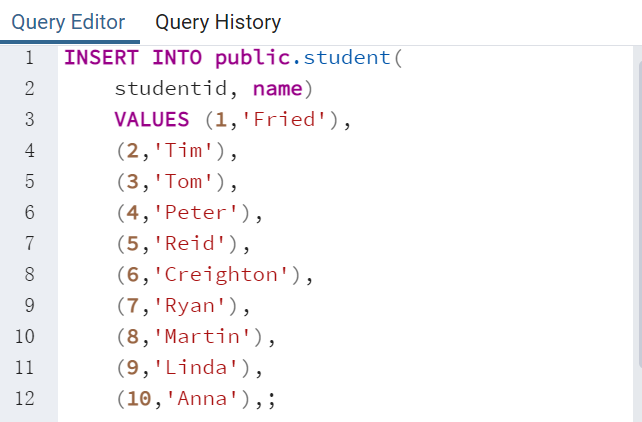 Query Editor Query History
1 INSERT INTO public.student(
2 studentid, name)
3 VALUES (1,'Fried'),
4 (2,'Tim'),
5 (3,'Tom'),
6 (4,'Peter'),
7 (5,'Reid'),
8 (6,'Creighton'),
9 (7,'Ryan'),
10 (8,'Martin'),
11 (9,'Linda'),
12 (10,'Anna'),;